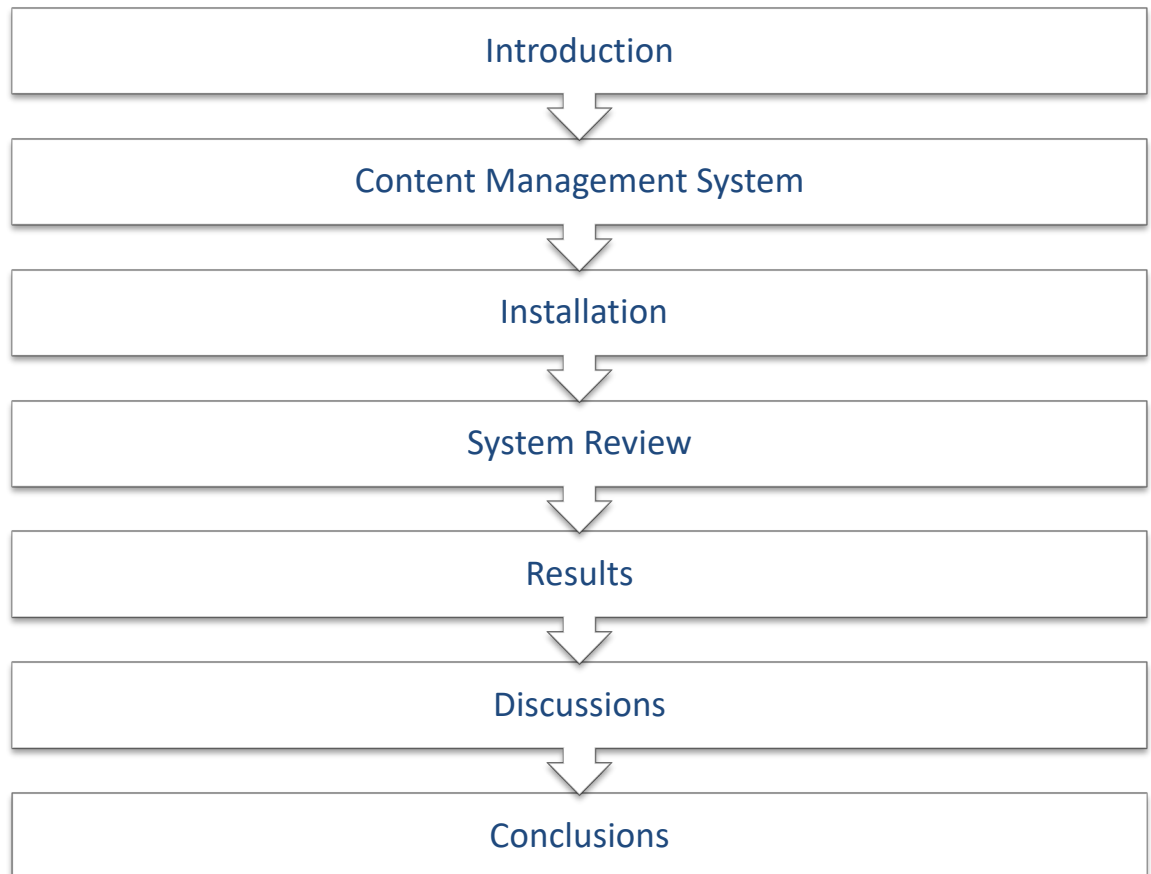 Introduction
Content Management System
Installation
System Review
Results
Discussions
Conclusions